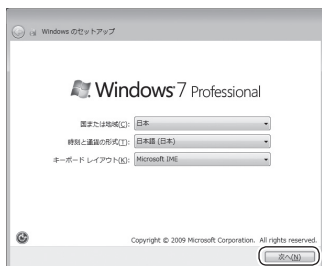 Windows のセットアップ
Windows 7 Professional
国または地域(C): 日本
時刻と通貨の形式(T): 日本語 (日本)
キーボード レイアウト(K): Microsoft IME
Copyright © 2009 Microsoft Corporation. All rights reserved.
次へ(N)